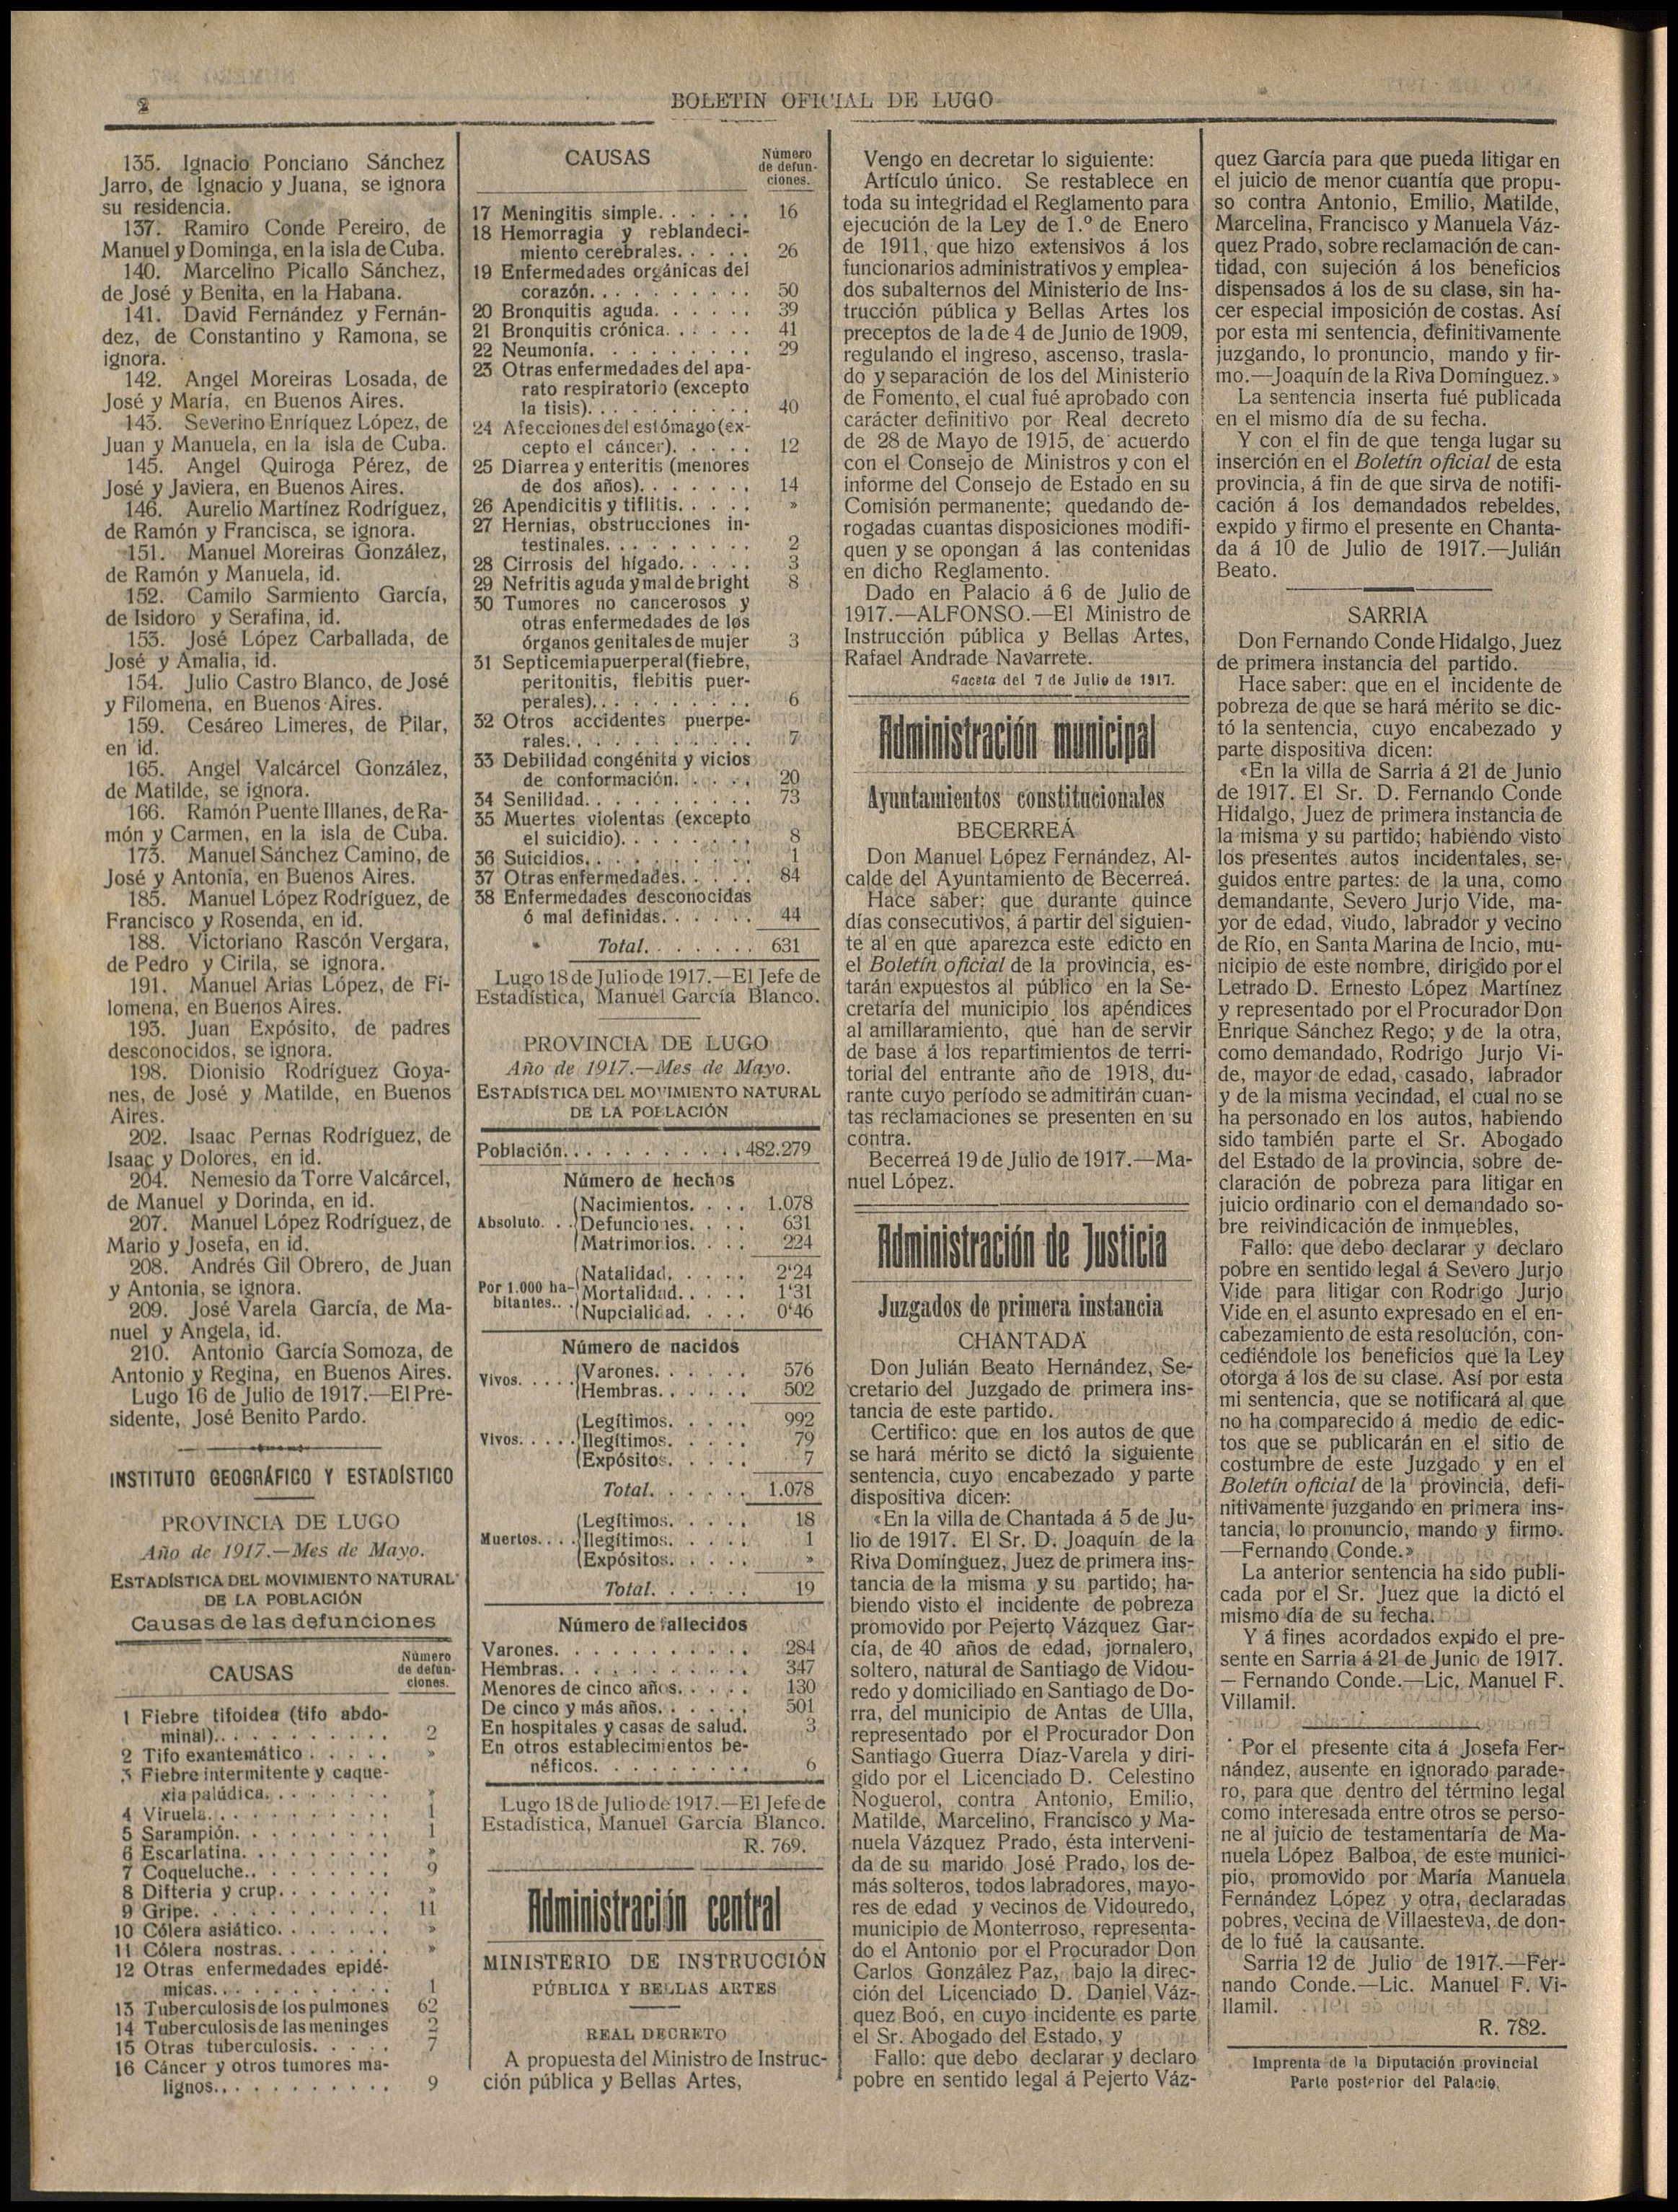 2
BOLETIN OFICIAL DE LUGO
135. Ignacio Ponciano Sánchez
Jarro, de Ignacio y Juana, se ignora
su residencia.
137. Ramiro Conde Pereiro, de
Manuel y Dominga, en la isla de Cuba.
140. Marcelino Picallo Sánchez,
de José y Benita, en la Habana.
141. David Fernández y Fernán-
dez, de Constantino y Ramona, se
ignora.
142. Angel Moreiras Losada, de
José y María, en Buenos Aires.
143. Severino Enríquez López, de
Juan y Manuela, en la isla de Cuba.
145. Angel Quiroga Pérez, de
José y Javiera, en Buenos Aires.
146. Aurelio Martínez Rodríguez,
de Ramón y Francisca, se ignora.
151. Manuel Moreiras González,
de Ramón y Manuela, id.
152. Camilo Sarmiento García,
de Isidoro y Serafina, id.
153. José López Carballada, de
José y Amalia, id.
154. Julio Castro Blanco, de José
y Filomena, en Buenos Aires.
159. Cesáreo Limeres, de Pilar,
en id.
165. Angel Valcárcel González,
de Matilde, se ignora.
166. Ramón Puente Illanes, de Ra-
món y Carmen, en la isla de Cuba.
173. Manuel Sánchez Camino, de
José y Antonia, en Buenos Aires.
185. Manuel López Rodríguez, de
Francisco y Rosenda, en id.
188. Victoriano Rascón Vergara,
de Pedro y Cirila, se ignora.
191. Manuel Arias López, de Fi-
lomena, en Buenos Aires.
193. Juan Expósito, de padres
desconocidos, se ignora.
198. Dionisio Rodríguez Goya-
nes, de José y Matilde, en Buenos
Aires.
202. Isaac Pernas Rodríguez, de
Isaac y Dolores, en id.
204. Nemesio da Torre Valcárcel,
de Manuel y Dorinda, en id.
207. Manuel López Rodríguez, de
Mario y Josefa, en id.
208. Andrés Gil Obrero, de Juan
y Antonia, se ignora.
209. José Varela García, de Ma-
nuel y Angela, id.
210. Antonio García Somoza, de
Antonio y Regina, en Buenos Aires.
Lugo 16 de Julio de 1917.—El Pre-
sidente, José Benito Pardo.
INSTITUTO GEOGRÁFICO Y ESTADÍSTICO
PROVINCIA DE LUGO
Año de 1917.—Mes de Mayo.
ESTADÍSTICA DEL MOVIMIENTO NATURAL
DE LA POBLACIÓN
Causas de las defunciones
CAUSAS
Número
de defun-
ciones.
1 Fiebre tifoidea (tifo abdo-
minal). . . . . . . . . . 2
2 Tifo exantemático . . . . . »
3 Fiebre intermitente y caque-
xia palúdica. . . . . . . . »
4 Viruela. . . . . . . . . . 1
5 Sarampión. . . . . . . . . 1
6 Escarlatina. . . . . . . . »
7 Coqueluche. . . . . . . . 9
8 Difteria y crup. . . . . . . »
9 Gripe. . . . . . . . . . . 11
10 Cólera asiático. . . . . . . »
11 Cólera nostras. . . . . . . »
12 Otras enfermedades epidé-
micas. . . . . . . . . . . 1
13 Tuberculosis de los pulmones 62
14 Tuberculosis de las meninges 2
15 Otras tuberculosis. . . . . 7
16 Cáncer y otros tumores ma-
lignos. . . . . . . . . . . 9
CAUSAS
Número
de defun-
ciones.
17 Meningitis simple. . . . . . 16
18 Hemorragia y reblandeci-
miento cerebrales. . . . . 26
19 Enfermedades orgánicas del
corazón. . . . . . . . . . 50
20 Bronquitis aguda. . . . . . 39
21 Bronquitis crónica. . . . . . 41
22 Neumonía. . . . . . . . . 29
23 Otras enfermedades del apa-
rato respiratorio (excepto
la tisis). . . . . . . . . . 40
24 Afecciones del estómago (ex-
cepto el cáncer). . . . . . 12
25 Diarrea y enteritis (menores
de dos años). . . . . . . 14
26 Apendicitis y tiflitis. . . . . »
27 Hernias, obstrucciones in-
testinales. . . . . . . . . 2
28 Cirrosis del hígado. . . . . 3
29 Nefritis aguda y mal de bright 8
30 Tumores no cancerosos y
otras enfermedades de los
órganos genitales de mujer 3
31 Septicemia puerperal (fiebre,
peritonitis, flebitis puer-
perales). . . . . . . . . . 6
32 Otros accidentes puerpe-
rales. . . . . . . . . . . 7
33 Debilidad congénita y vicios
de conformación. . . . . 20
34 Senilidad. . . . . . . . . . 73
35 Muertes violentas (excepto
el suicidio). . . . . . . . 8
36 Suicidios. . . . . . . . . . 1
37 Otras enfermedades. . . . . 84
38 Enfermedades desconocidas
ó mal definidas. . . . . . 44
Total. . . . . . . 631
Lugo 18 de Julio de 1917.—El Jefe de
Estadística, Manuel García Blanco.
PROVINCIA DE LUGO
Año de 1917.—Mes de Mayo.
ESTADÍSTICA DEL MOVIMIENTO NATURAL
DE LA POBLACIÓN
Población. . . . . . . . . . . 482.279
Número de hechos
Nacimientos. . . . 1.078
Absoluto. . . Defunciones. . . . 631
Matrimonios. . . . 224
Natalidad. . . . . 2'24
Por 1.000 ha- Mortalidad. . . . . 1'31
bitantes. . . Nupcialidad. . . . 0'46
Número de nacidos
Vivos. . . . . Varones. . . . . . 576
Hembras. . . . . . 502
Legítimos. . . . . 992
Vivos. . . . . Ilegítimos. . . . . 79
Expósitos. . . . . 7
Total. . . . . . 1.078
Legítimos. . . . . 18
Muertos. . . . Ilegítimos. . . . . 1
Expósitos. . . . . »
Total. . . . . . 19
Número de fallecidos
Varones. . . . . . . . . . . 284
Hembras. . . . . . . . . . . 347
Menores de cinco años. . . . . 130
De cinco y más años. . . . . . 501
En hospitales y casas de salud. 3
En otros establecimientos be-
néficos. . . . . . . . . 6
Lugo 18 de Julio de 1917.—El Jefe de
Estadística, Manuel García Blanco.
R. 769.
Administración central
MINISTERIO DE INSTRUCCIÓN
PÚBLICA Y BELLAS ARTES
REAL DECRETO
A propuesta del Ministro de Instruc-
ción pública y Bellas Artes,
Vengo en decretar lo siguiente:
Artículo único. Se restablece en
toda su integridad el Reglamento para
ejecución de la Ley de 1.º de Enero
de 1911, que hizo extensivos á los
funcionarios administrativos y emplea-
dos subalternos del Ministerio de Ins-
trucción pública y Bellas Artes los
preceptos de la de 4 de Junio de 1909,
regulando el ingreso, ascenso, trasla-
do y separación de los del Ministerio
de Fomento, el cual fué aprobado con
carácter definitivo por Real decreto
de 28 de Mayo de 1915, de acuerdo
con el Consejo de Ministros y con el
informe del Consejo de Estado en su
Comisión permanente; quedando de-
rogadas cuantas disposiciones modifi-
quen y se opongan á las contenidas
en dicho Reglamento.
Dado en Palacio á 6 de Julio de
1917.—ALFONSO.—El Ministro de
Instrucción pública y Bellas Artes,
Rafael Andrade Navarrete.
Gaceta del 7 de Julio de 1917.
Administración municipal
Ayuntamientos constitucionales
BECERREÁ
Don Manuel López Fernández, Al-
calde del Ayuntamiento de Becerreá.
Hace saber: que durante quince
días consecutivos, á partir del siguien-
te al en que aparezca este edicto en
el Boletín oficial de la provincia, es-
tarán expuestos al público en la Se-
cretaría del municipio los apéndices
al amillaramiento, que han de servir
de base á los repartimientos de terri-
torial del entrante año de 1918, du-
rante cuyo período se admitirán cuan-
tas reclamaciones se presenten en su
contra.
Becerreá 19 de Julio de 1917.—Ma-
nuel López.
Administración de Justicia
Juzgados de primera instancia
CHANTADA
Don Julián Beato Hernández, Se-
cretario del Juzgado de primera ins-
tancia de este partido.
Certifico: que en los autos de que
se hará mérito se dictó la siguiente
sentencia, cuyo encabezado y parte
dispositiva dicen:
«En la villa de Chantada á 5 de Ju-
lio de 1917. El Sr. D. Joaquín de la
Riva Domínguez, Juez de primera ins-
tancia de la misma y su partido; ha-
biendo visto el incidente de pobreza
promovido por Pejerto Vázquez Gar-
cía, de 40 años de edad, jornalero,
soltero, natural de Santiago de Vidou-
redo y domiciliado en Santiago de Do-
rra, del municipio de Antas de Ulla,
representado por el Procurador Don
Santiago Guerra Díaz-Varela y diri-
gido por el Licenciado D. Celestino
Noguerol, contra Antonio, Emilio,
Matilde, Marcelino, Francisco y Ma-
nuela Vázquez Prado, ésta interveni-
da de su marido José Prado, los de-
más solteros, todos labradores, mayo-
res de edad y vecinos de Vidouredo,
municipio de Monterroso, representa-
do el Antonio por el Procurador Don
Carlos González Paz, bajo la direc-
ción del Licenciado D. Daniel Váz-
quez Boó, en cuyo incidente es parte
el Sr. Abogado del Estado, y
Fallo: que debo declarar y declaro
pobre en sentido legal á Pejerto Váz-
quez García para que pueda litigar en
el juicio de menor cuantía que propu-
so contra Antonio, Emilio, Matilde,
Marcelina, Francisco y Manuela Váz-
quez Prado, sobre reclamación de can-
tidad, con sujeción á los beneficios
dispensados á los de su clase, sin ha-
cer especial imposición de costas. Así
por esta mi sentencia, definitivamente
juzgando, lo pronuncio, mando y fir-
mo.—Joaquín de la Riva Domínguez.»
La sentencia inserta fué publicada
en el mismo día de su fecha.
Y con el fin de que tenga lugar su
inserción en el Boletín oficial de esta
provincia, á fin de que sirva de notifi-
cación á los demandados rebeldes,
expido y firmo el presente en Chanta-
da á 10 de Julio de 1917.—Julián
Beato.
SARRIA
Don Fernando Conde Hidalgo, Juez
de primera instancia del partido.
Hace saber: que en el incidente de
pobreza de que se hará mérito se dic-
tó la sentencia, cuyo encabezado y
parte dispositiva dicen:
«En la villa de Sarria á 21 de Junio
de 1917. El Sr. D. Fernando Conde
Hidalgo, Juez de primera instancia de
la misma y su partido; habiendo visto
los presentes autos incidentales, se-
guidos entre partes: de la una, como
demandante, Severo Jurjo Vide, ma-
yor de edad, viudo, labrador y vecino
de Río, en Santa Marina de Incio, mu-
nicipio de este nombre, dirigido por el
Letrado D. Ernesto López Martínez
y representado por el Procurador Don
Enrique Sánchez Rego; y de la otra,
como demandado, Rodrigo Jurjo Vi-
de, mayor de edad, casado, labrador
y de la misma vecindad, el cual no se
ha personado en los autos, habiendo
sido también parte el Sr. Abogado
del Estado de la provincia, sobre de-
claración de pobreza para litigar en
juicio ordinario con el demandado so-
bre reivindicación de inmuebles,
Fallo: que debo declarar y declaro
pobre en sentido legal á Severo Jurjo
Vide para litigar con Rodrigo Jurjo
Vide en el asunto expresado en el en-
cabezamiento de esta resolución, con-
cediéndole los beneficios que la Ley
otorga á los de su clase. Así por esta
mi sentencia, que se notificará al que
no ha comparecido á medio de edic-
tos que se publicarán en el sitio de
costumbre de este Juzgado y en el
Boletín oficial de la provincia, defi-
nitivamente juzgando en primera ins-
tancia, lo pronuncio, mando y firmo.
—Fernando Conde.»
La anterior sentencia ha sido publi-
cada por el Sr. Juez que la dictó el
mismo día de su fecha.
Y á fines acordados expido el pre-
sente en Sarria á 21 de Junio de 1917.
— Fernando Conde.—Lic. Manuel F.
Villamil.
Por el presente cita á Josefa Fer-
nández, ausente en ignorado parade-
ro, para que dentro del término legal
como interesada entre otros se perso-
ne al juicio de testamentaría de Ma-
nuela López Balboa, de este munici-
pio, promovido por María Manuela
Fernández López y otra, declaradas
pobres, vecina de Villaesteva, de don-
de lo fué la causante.
Sarria 12 de Julio de 1917.—Fer-
nando Conde.—Lic. Manuel F. Vi-
llamil.
R. 782.
Imprenta de la Diputación provincial
Parte posterior del Palacio.